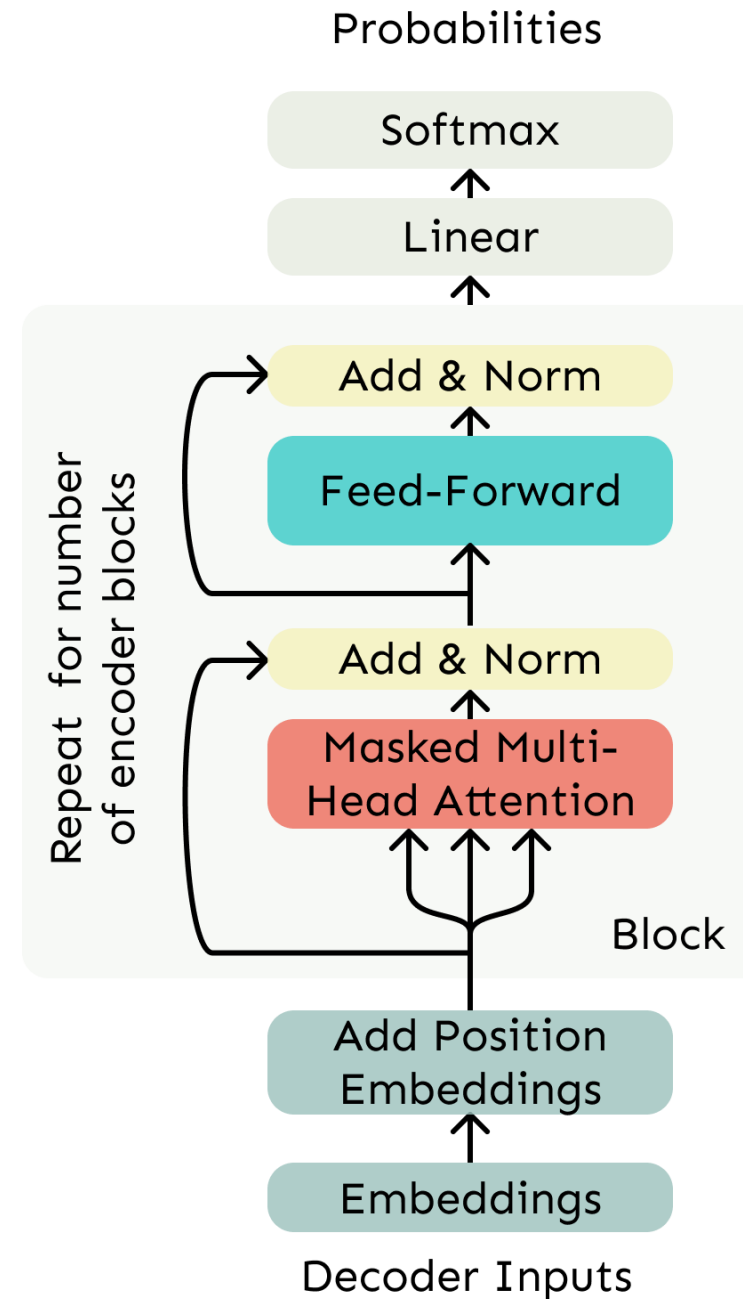 Probabilities
Softmax
Linear
Add & Norm
Feed-Forward
Repeat for number
of encoder blocks
Add & Norm
Masked Multi-
Head Attention
Block
Add Position
Embeddings
Embeddings
Decoder Inputs